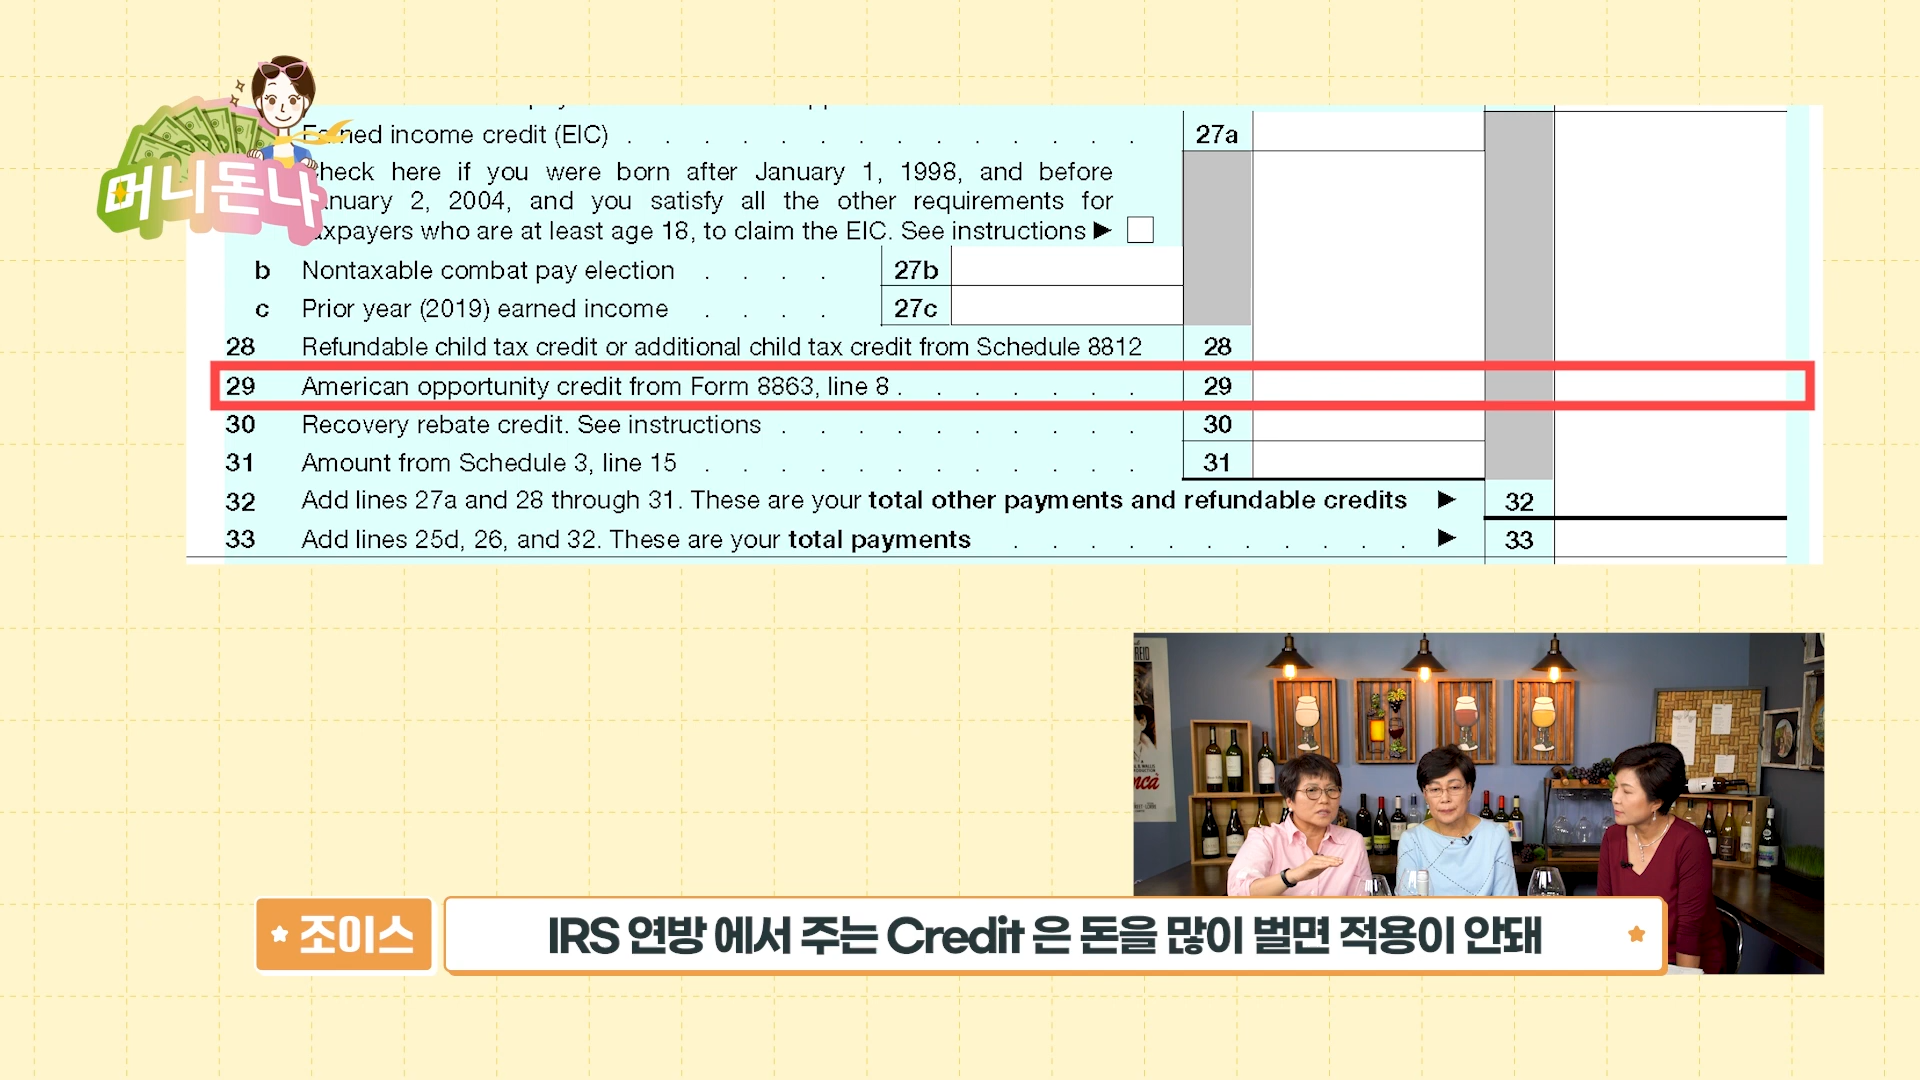 머니돈나
Earned income credit (EIC) . . . . . . . . . . . . . . 27a
Check here if you were born after January 1, 1998, and before
January 2, 2004, and you satisfy all the other requirements for
taxpayers who are at least age 18, to claim the EIC. See instructions ▶
b Nontaxable combat pay election . . . . 27b
c Prior year (2019) earned income . . . . 27c
28 Refundable child tax credit or additional child tax credit from Schedule 8812 28
29 American opportunity credit from Form 8863, line 8 . . . . . . . 29
30 Recovery rebate credit. See instructions . . . . . . . . . . 30
31 Amount from Schedule 3, line 15 . . . . . . . . . . . . 31
32 Add lines 27a and 28 through 31. These are your total other payments and refundable credits ▶ 32
33 Add lines 25d, 26, and 32. These are your total payments . . . . . . . . . . . ▶ 33
REID
조이스
IRS 연방 에서 주는 Credit 은 돈을 많이 벌면 적용이 안돼